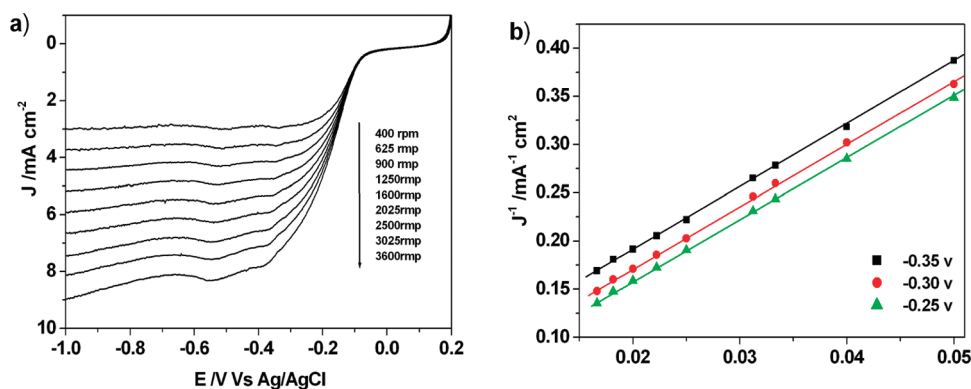 a)
0
2
4
6
8
10
J /mA cm-2
400 rpm
625 rmp
900 rmp
1250rmp
1600rmp
2025rmp
2500rmp
3025rmp
3600rmp
-1.0 -0.8 -0.6 -0.4 -0.2 0.0 0.2
E /V Vs Ag/AgCl
b)
0.40
0.35
0.30
0.25
0.20
0.15
0.10
J-1 /mA-1 cm2
-0.35 v
-0.30 v
-0.25 v
0.02 0.03 0.04 0.05